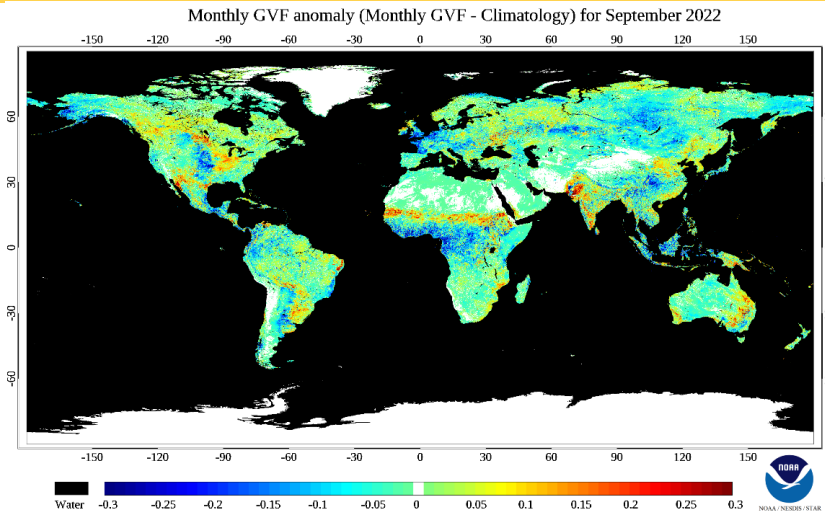 Monthly GVF anomaly (Monthly GVF - Climatology) for September 2022
-150 -120 -90 -60 -30 0 30 60 90 120 150
60
30
0
-30
-60
-150 -120 -90 -60 -30 0 30 60 90 120 150
Water -0.3 -0.25 -0.2 -0.15 -0.1 -0.05 0 0.05 0.1 0.15 0.2 0.25 0.3
NOAA
NOAA / NESDIS / STAR